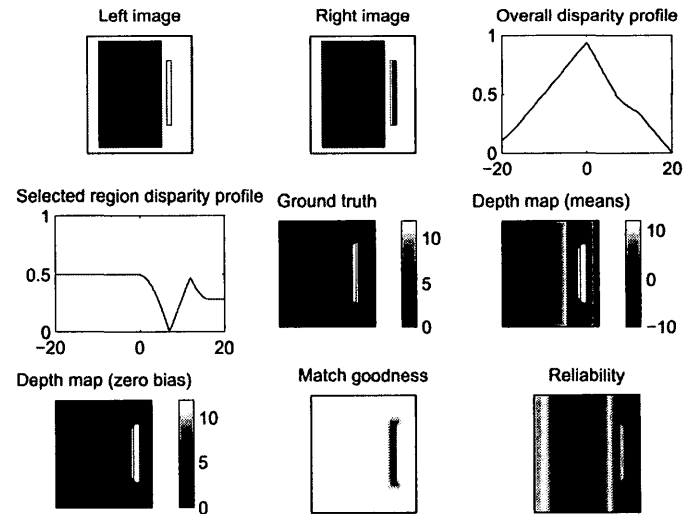 Left image
Right image
Overall disparity profile
1
0.5
0
−20
0
20
Selected region disparity profile
1
0.5
0
−20
0
20
Ground truth
10
5
0
Depth map (means)
10
0
−10
Depth map (zero bias)
10
5
0
Match goodness
Reliability